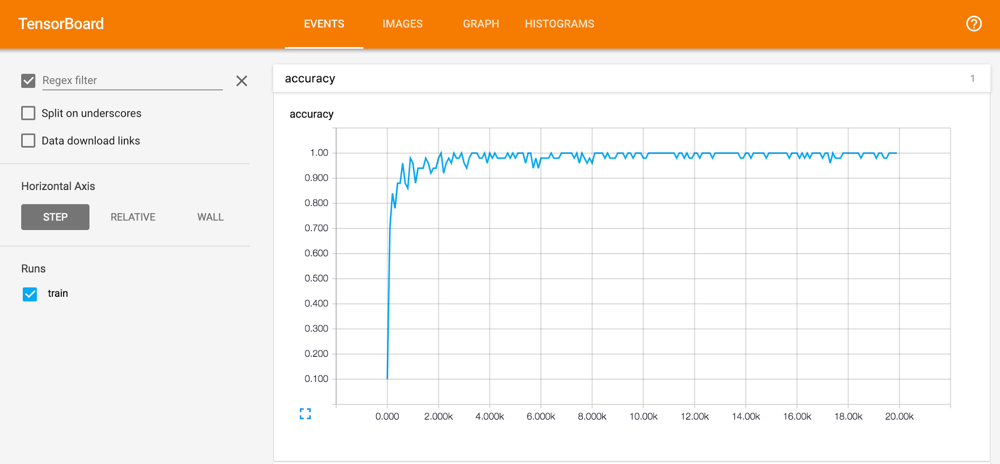 TensorBoard
EVENTS IMAGES GRAPH HISTOGRAMS
Regex filter
Split on underscores
Data download links
Horizontal Axis
STEP RELATIVE WALL
Runs
train
accuracy 1
accuracy
1.00
0.900
0.800
0.700
0.600
0.500
0.400
0.300
0.200
0.100
0.000 2.000k 4.000k 6.000k 8.000k 10.00k 12.00k 14.00k 16.00k 18.00k 20.00k